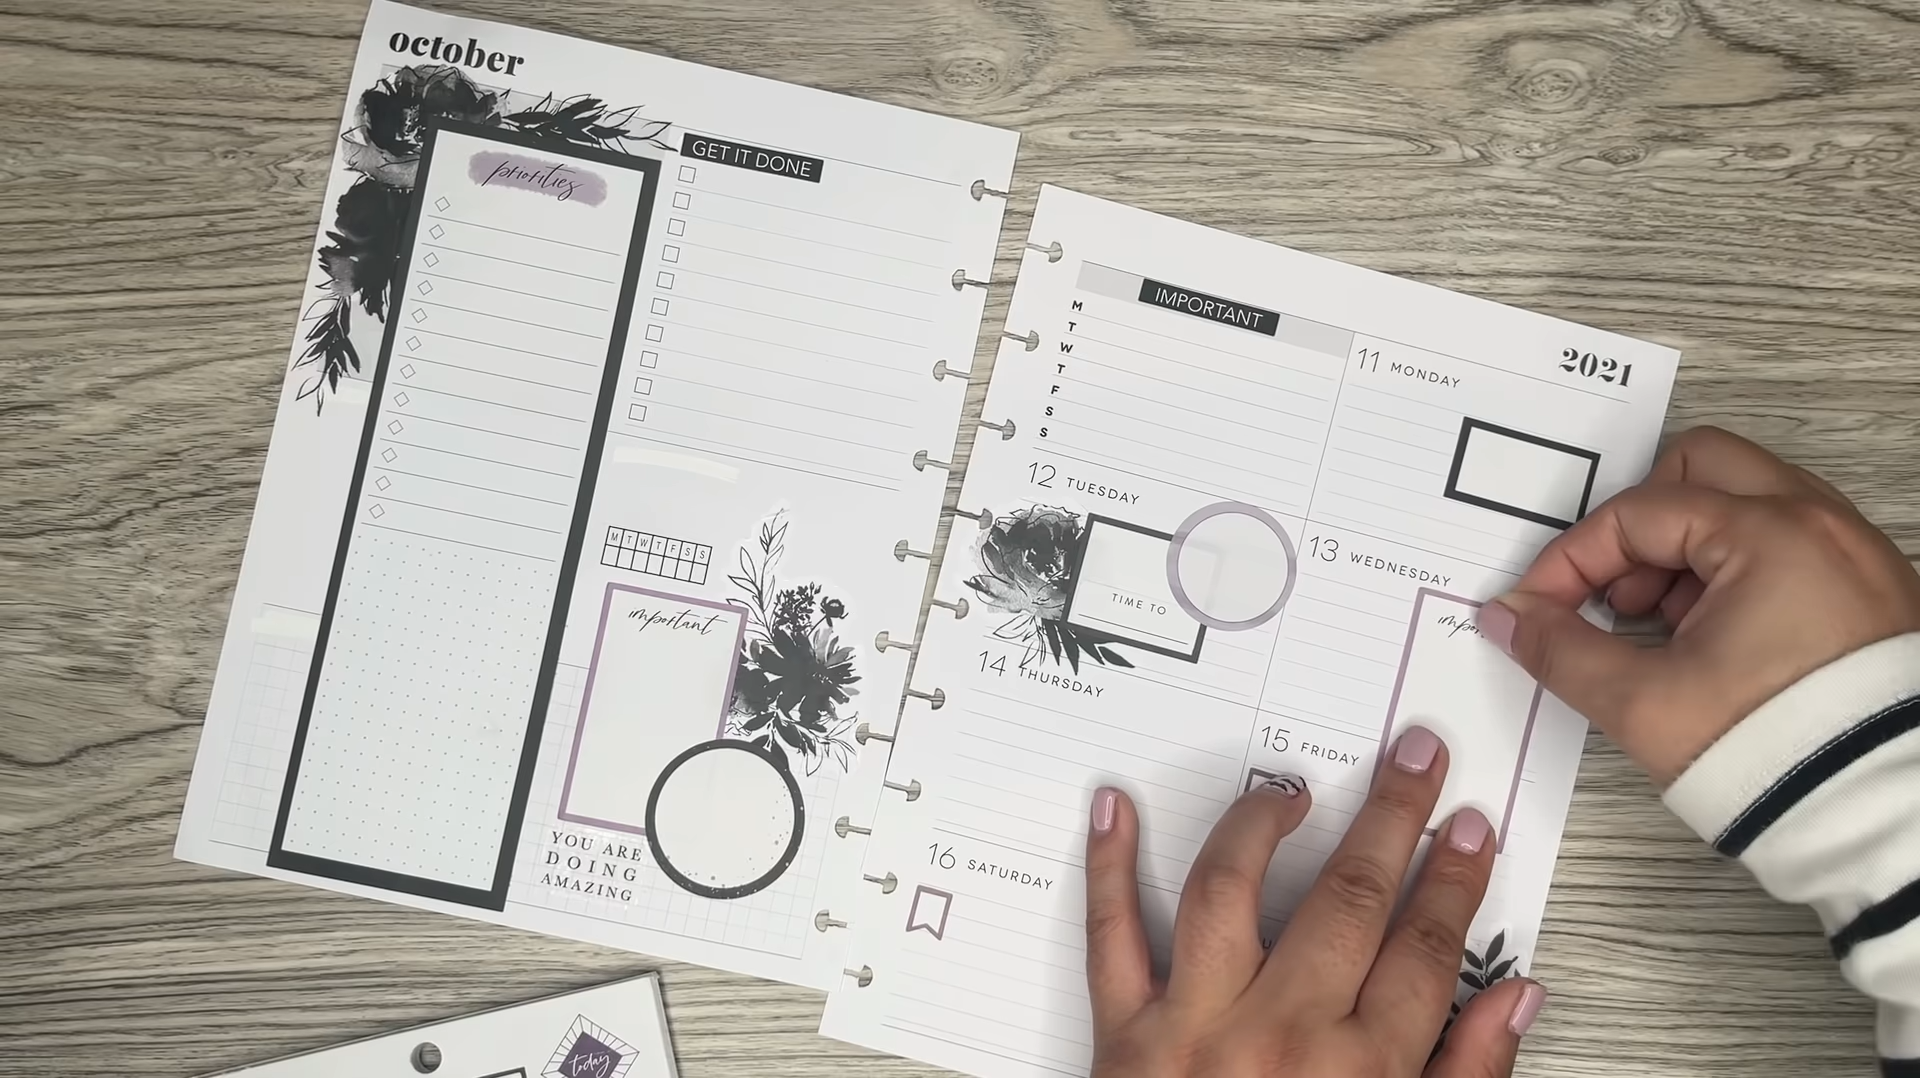 october
priorities
GET IT DONE
M T W T F S S
important
YOU ARE
DOING
AMAZING
IMPORTANT
M
T
W
T
F
S
S
2021
11 MONDAY
12 TUESDAY
TIME TO
13 WEDNESDAY
14 THURSDAY
15 FRIDAY
16 SATURDAY
today